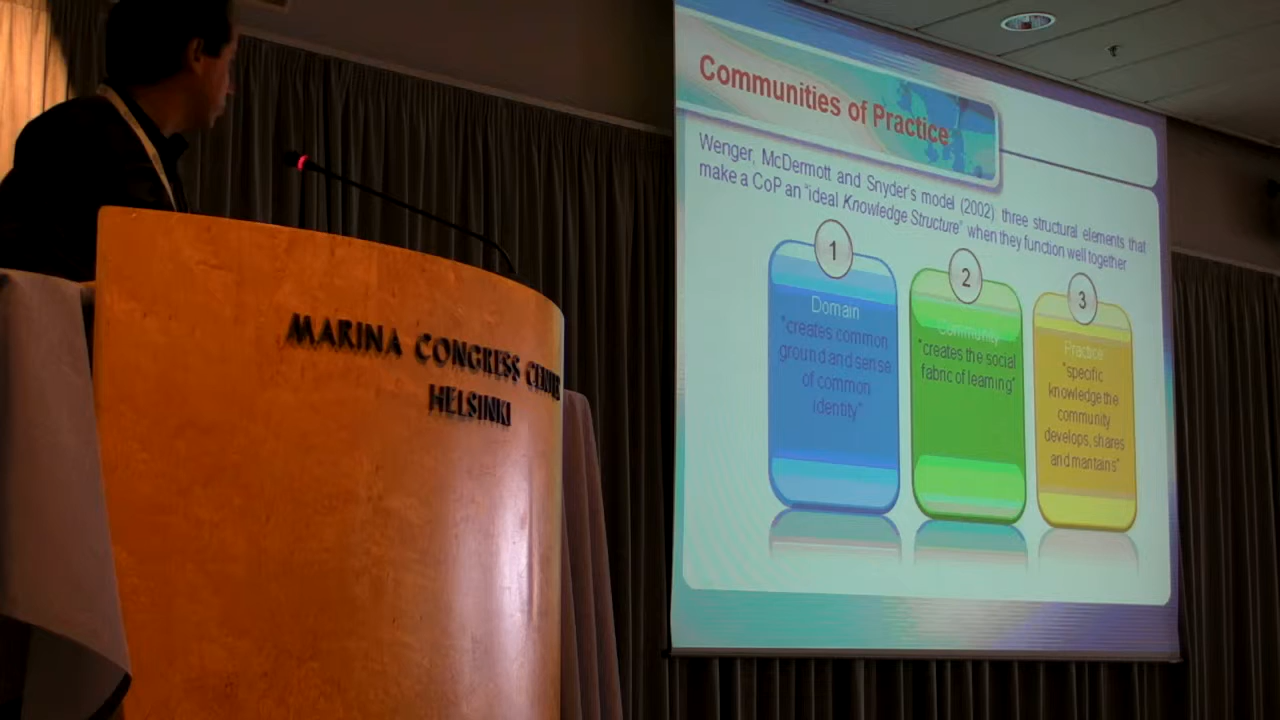 MARINA CONGRESS CENTER
HELSINKI
Communities of Practice
Wenger, McDermott and Snyder's model (2002), three structural elements that
make a CoP an "ideal Knowledge Structure" when they function well together
1
Domain
"creates common
ground and sense
of common
identity"
2
Community
"creates the social
fabric of learning"
3
Practice
"specific
knowledge the
community
develops, shares
and mantains"